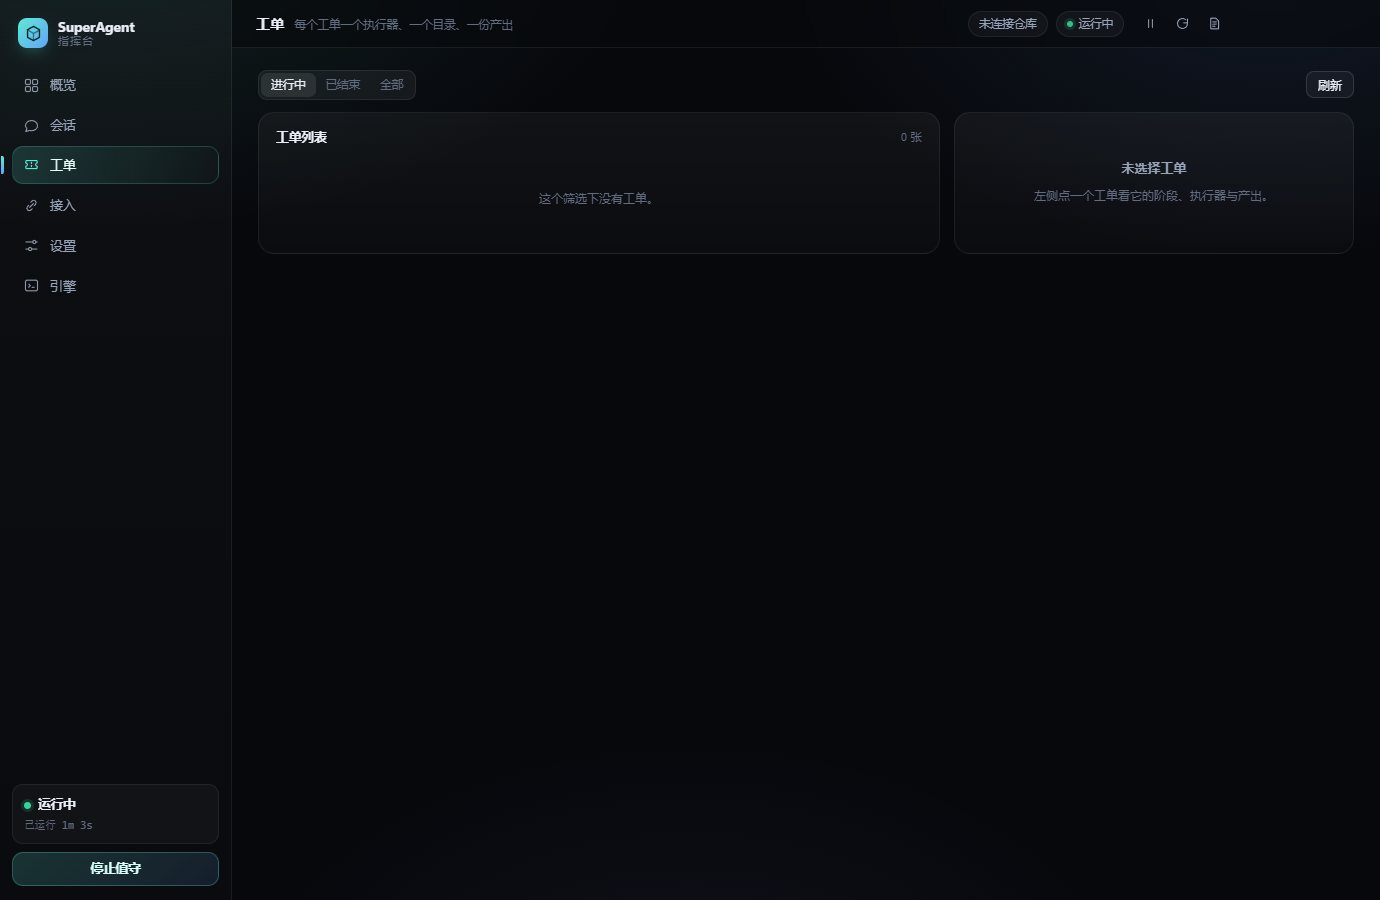 SuperAgent
指挥台
概览
会话
工单
接入
设置
引擎
运行中
已运行 1m 3s
停止值守
工单 每个工单一个执行器、一个目录、一份产出
未连接仓库
运行中
进行中 已结束 全部
刷新
工单列表
0 张
这个筛选下没有工单。
未选择工单
左侧点一个工单看它的阶段、执行器与产出。